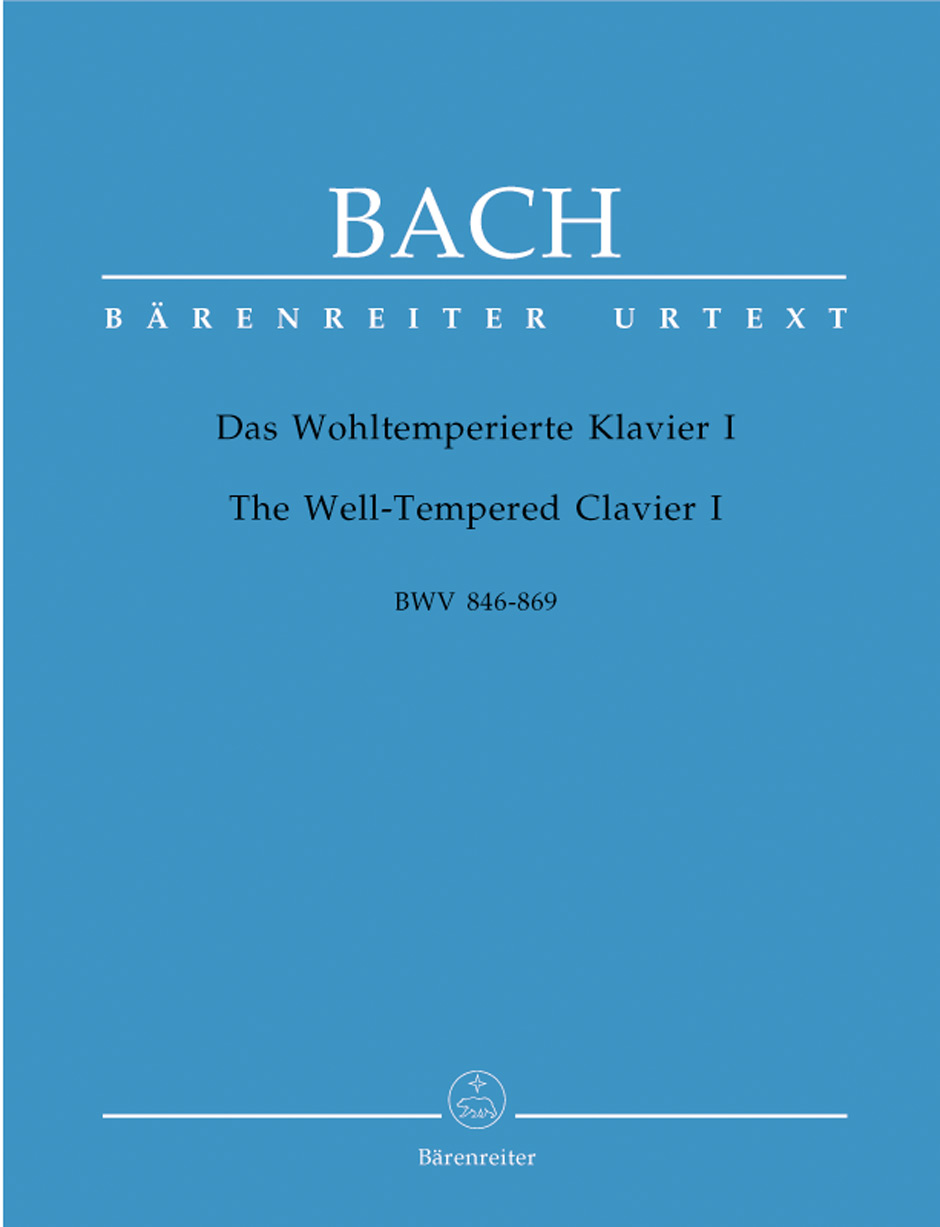 BACH
BÄRENREITER URTEXT
Das Wohltemperierte Klavier I
The Well-Tempered Clavier I
BWV 846-869
Bärenreiter